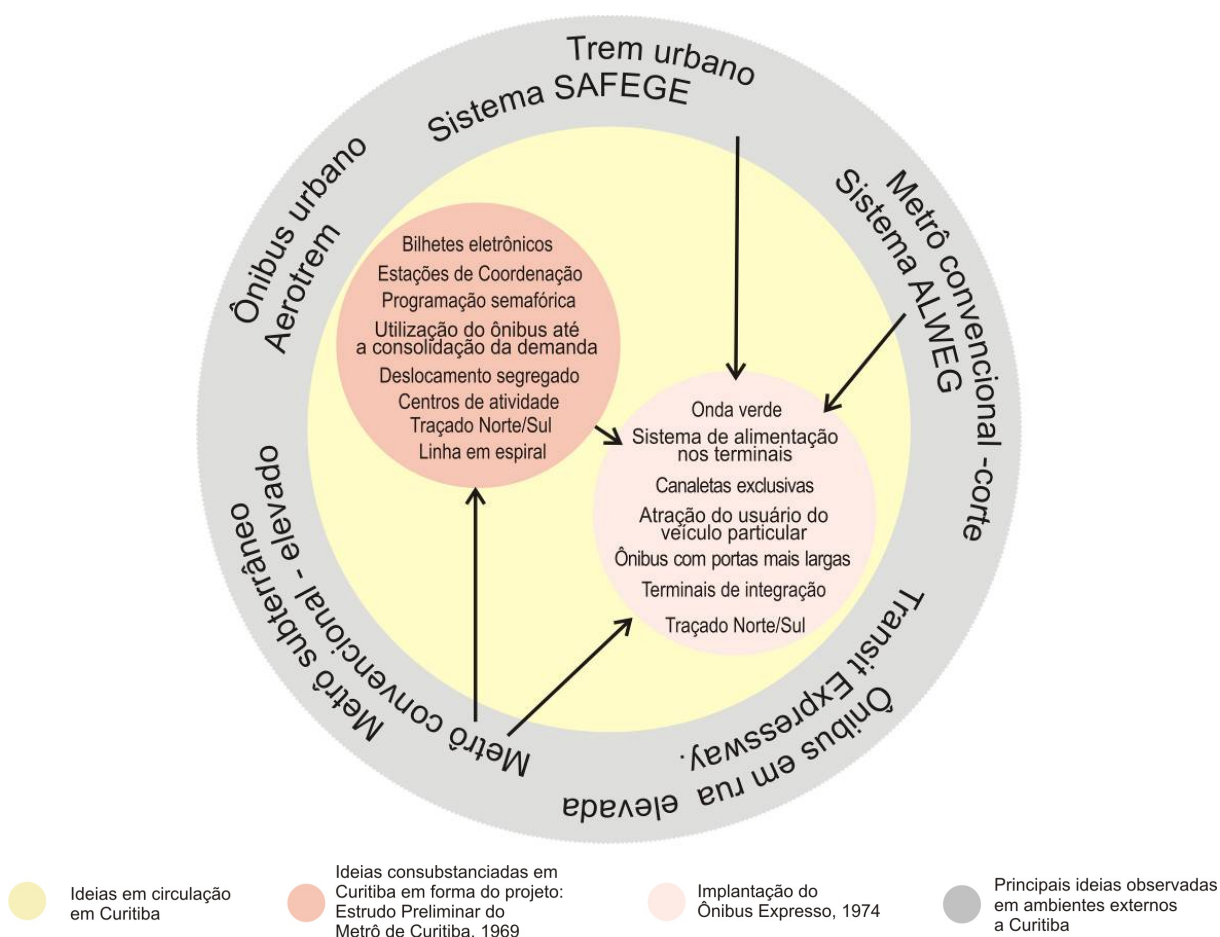 Trem urbano
Sistema SAFEGE
Ônibus urbano
Aerotrem
Metrô convencional -corte
Sistema ALWEG
Bilhetes eletrônicos
Estações de Coordenação
Programação semafórica
Utilização do ônibus até
a consolidação da demanda
Deslocamento segregado
Centros de atividade
Traçado Norte/Sul
Linha em espiral
Onda verde
Sistema de alimentação
nos terminais
Canaletas exclusivas
Atração do usuário do
veículo particular
Ônibus com portas mais largas
Terminais de integração
Traçado Norte/Sul
Metrô convencional - elevado
Metrô subterrâneo
Transit Expressway.
Ônibus em rua elevada
Ideias em circulação
em Curitiba
Ideias consubstanciadas em
Curitiba em forma do projeto:
Estrudo Preliminar do
Metrô de Curitiba, 1969
Implantação do
Ônibus Expresso, 1974
Principais ideias observadas
em ambientes externos
a Curitiba